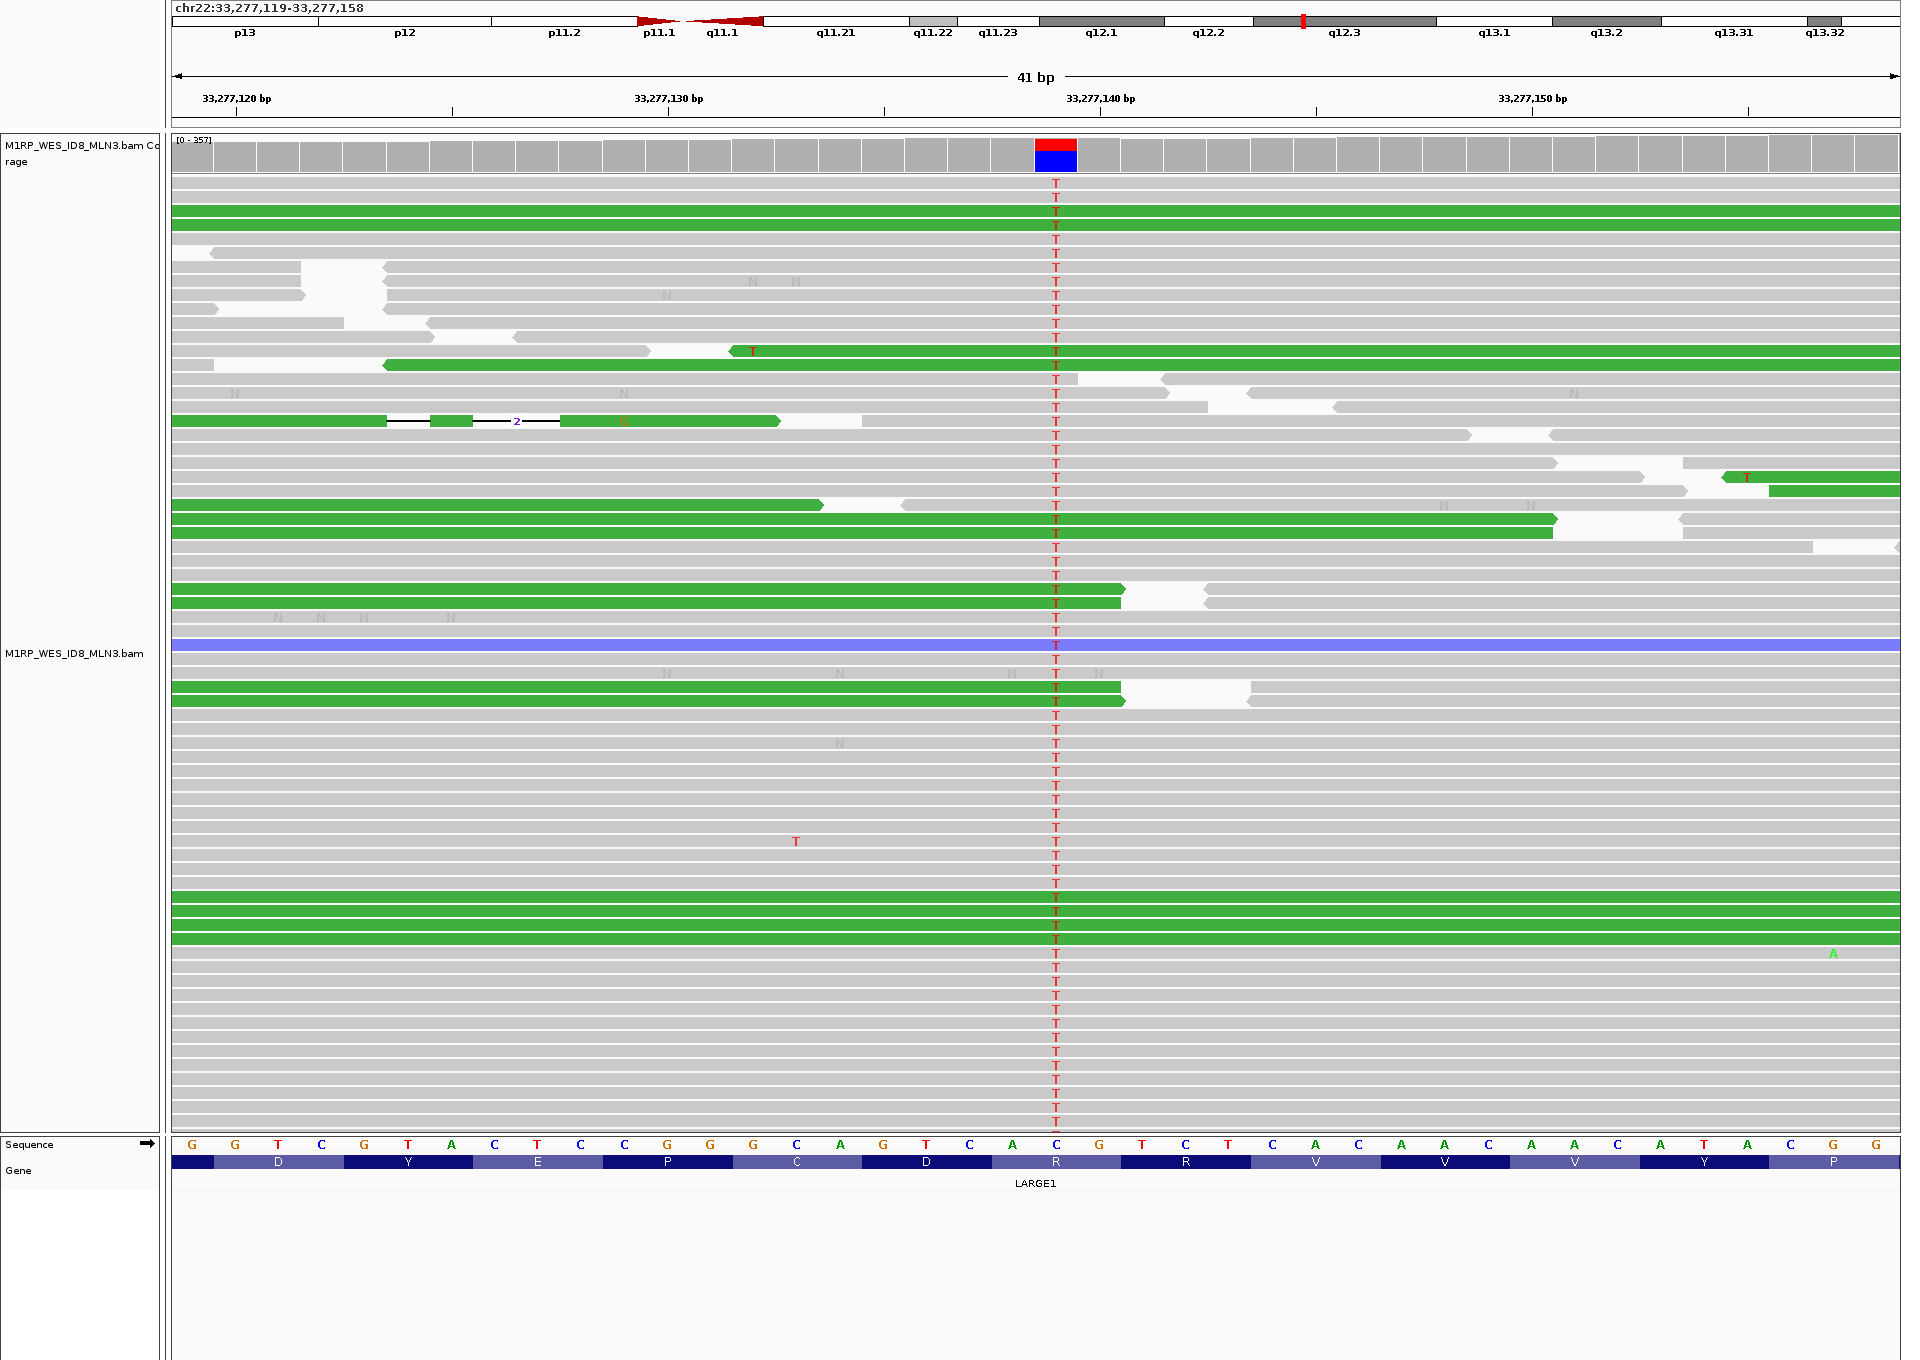 chr22:33,277,119-33,277,158
p13 p12 p11.2 p11.1 q11.1 q11.21 q11.22 q11.23 q12.1 q12.2 q12.3 q13.1 q13.2 q13.31 q13.32
41 bp
33,277,120 bp 33,277,130 bp 33,277,140 bp 33,277,150 bp
M1RP_WES_ID8_MLN3.bam Co
rage
[0 - 357]
T
T
T
T
T
T
T
N N T
N T
T
T
T
T T
T
T
N N T N
T
2 G T
T
T
T T
T
T N N
T
T
T
T
T
T
T
N N N N T
T
T
M1RP_WES_ID8_MLN3.bam
T
N N N T N
T
T
T
T
N T
T
T
T
T
T
T
T T
T
T
T
T
T
T
T
T A
T
T
T
T
T
T
T
T
T
T
T
T
Sequence G G T C G T A C T C C G G G C A G T C A C G T C T C A C A A C A A C A T A C G G
Gene D Y E P C D R R V V V Y P
LARGE1